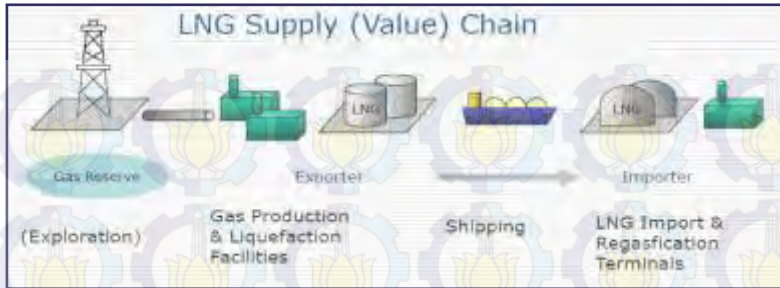 LNG Supply (Value) Chain
LNG
LNG
Gas Reserve
Exporter
Importer
(Exploration)
Gas Production
& Liquefaction
Facilities
Shipping
LNG Import &
Regasfication
Terminals